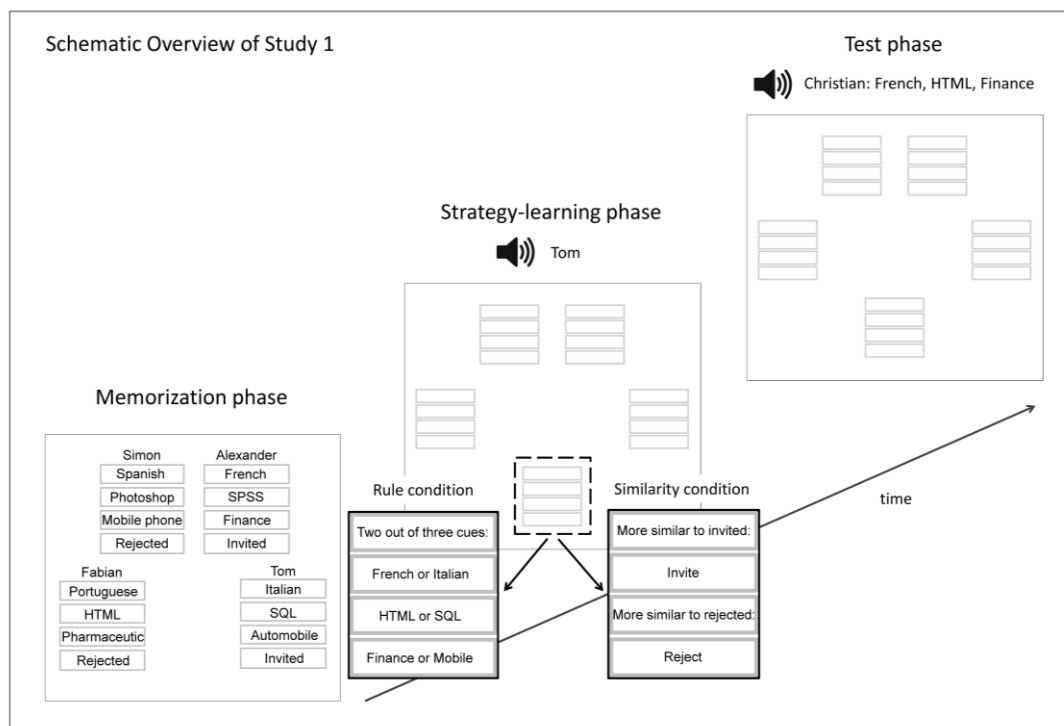 Schematic Overview of Study 1
Test phase
Christian: French, HTML, Finance
Strategy-learning phase
Tom
Memorization phase
Simon
Spanish
Photoshop
Mobile phone
Rejected
Alexander
French
SPSS
Finance
Invited
Fabian
Portuguese
HTML
Pharmaceutic
Rejected
Tom
Italian
SQL
Automobile
Invited
Rule condition
Two out of three cues:
French or Italian
HTML or SQL
Finance or Mobile
Similarity condition
More similar to invited:
Invite
More similar to rejected:
Reject
time